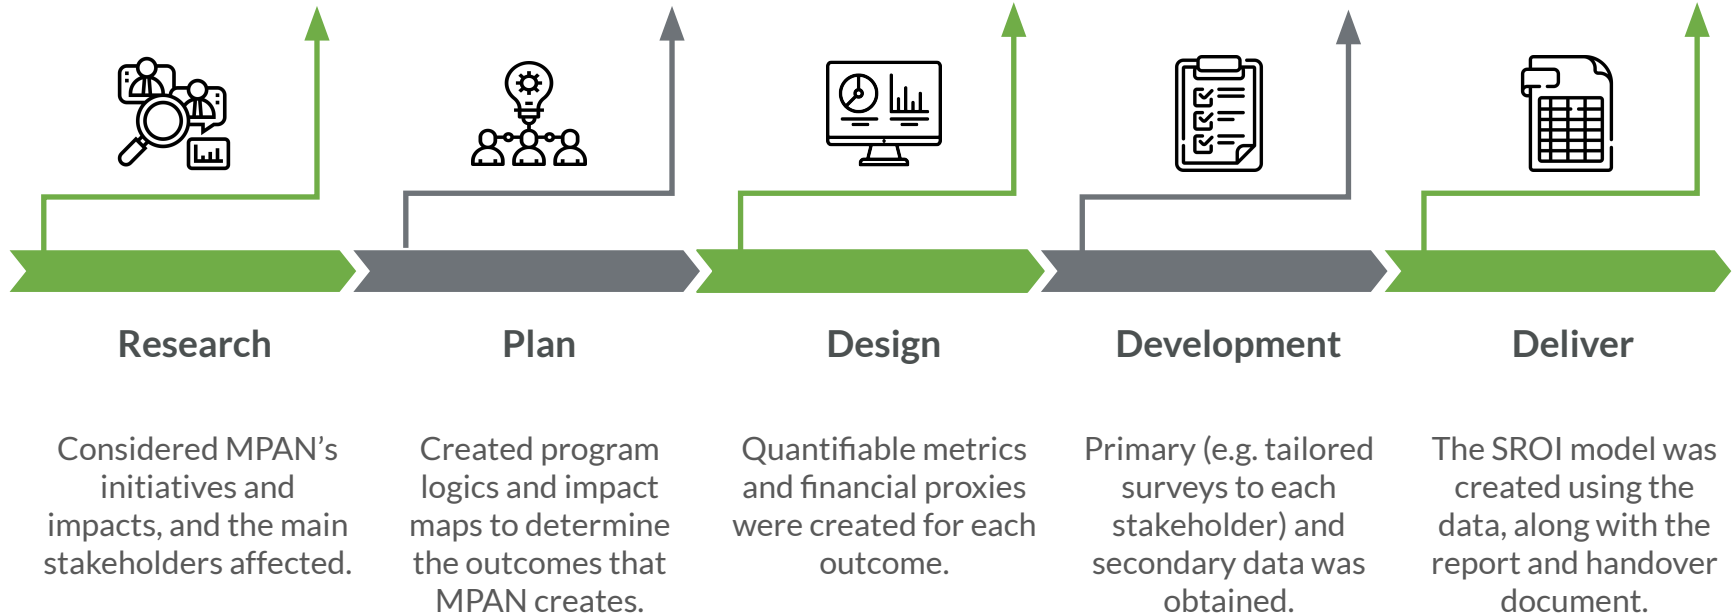 Research
Considered MPAN’s
initiatives and
impacts, and the main
stakeholders affected.
Plan
Created program
logics and impact
maps to determine
the outcomes that
MPAN creates.
Design
Quantifiable metrics
and financial proxies
were created for each
outcome.
Development
Primary (e.g. tailored
surveys to each
stakeholder) and
secondary data was
obtained.
Deliver
The SROI model was
created using the
data, along with the
report and handover
document.